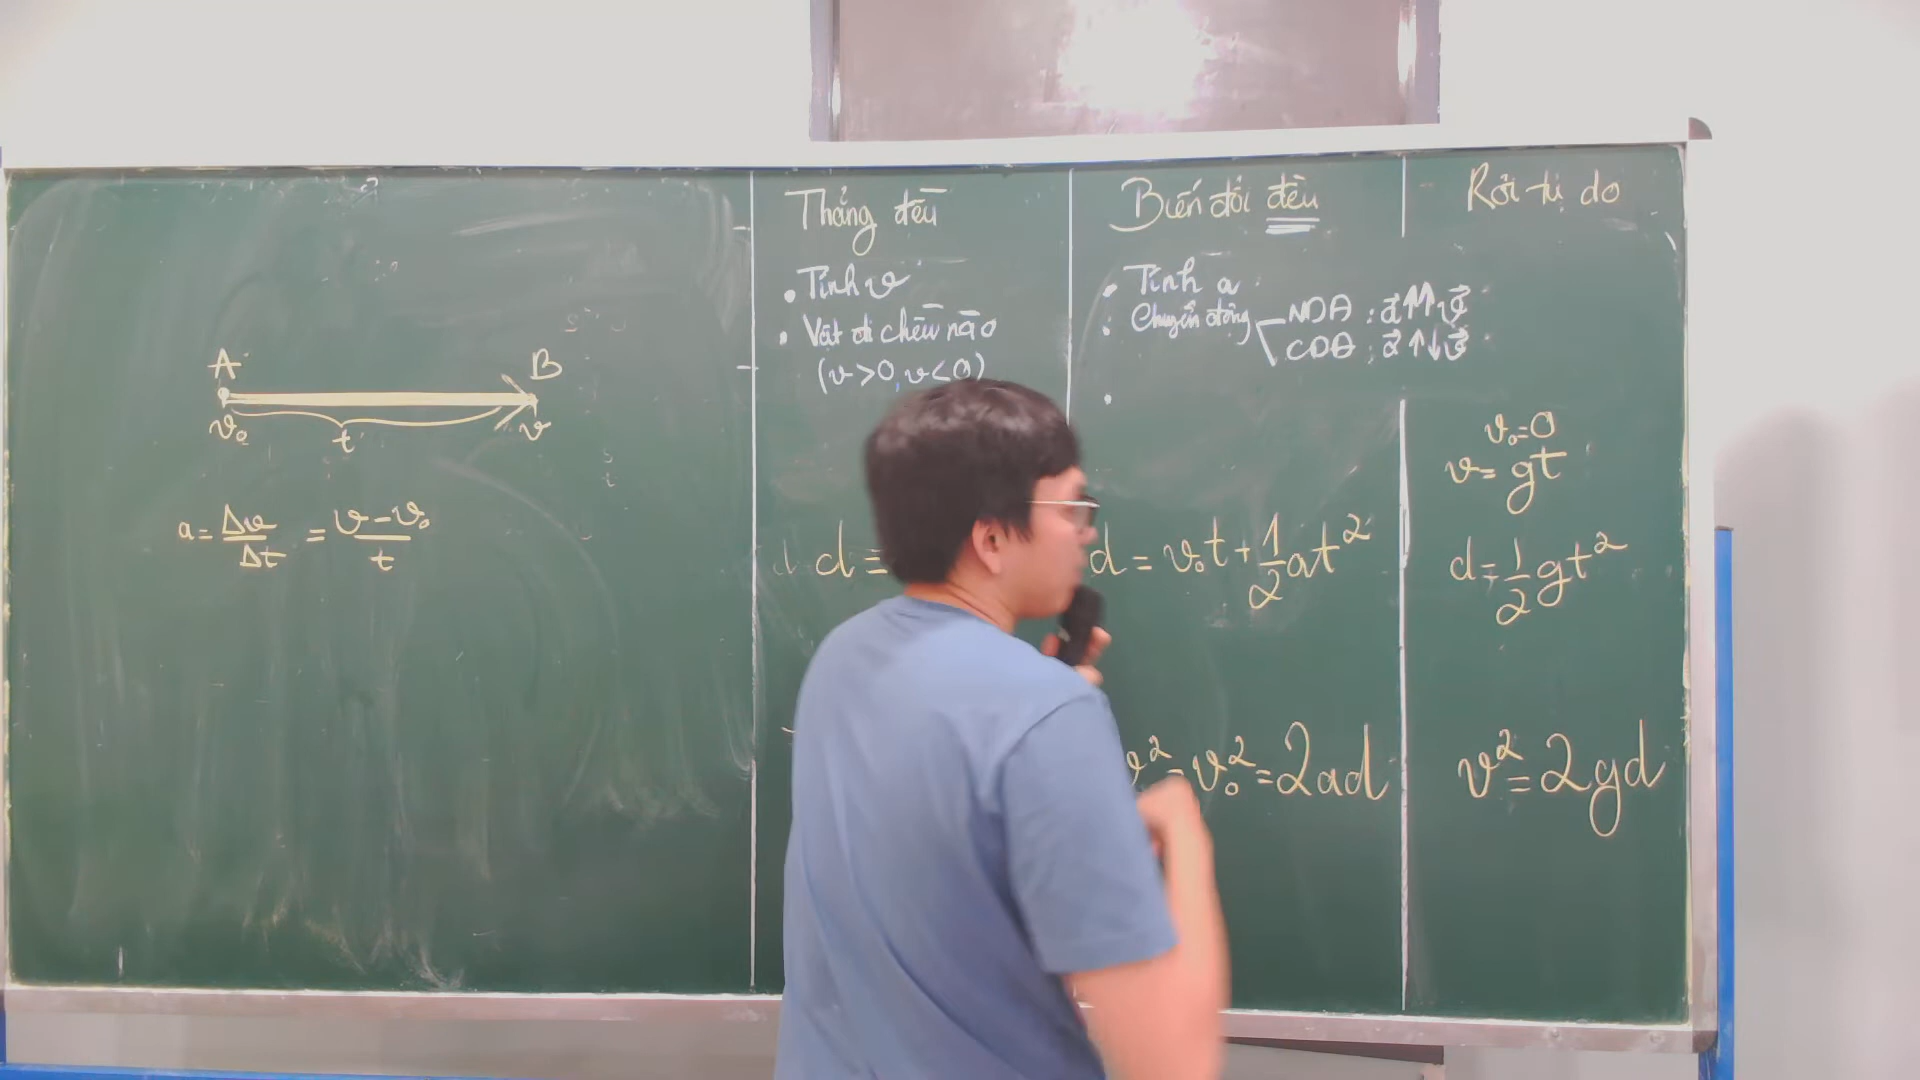 A B
v₀ t v
a = Δv/Δt = (v - v₀)/t
Thẳng đều
• Tính v
• Vật đi chiều nào
(v > 0, v < 0)
d =
Biến đổi đều
• Tính a
• Chuyển động
NDĐ : a⃗ ↑↑ v⃗
CDĐ : a⃗ ↑↓ v⃗
•
d = v₀t + 1/2 at²
v² - v₀² = 2ad
Rơi tự do
v₀ = 0
v = gt
d = 1/2 gt²
v² = 2gd